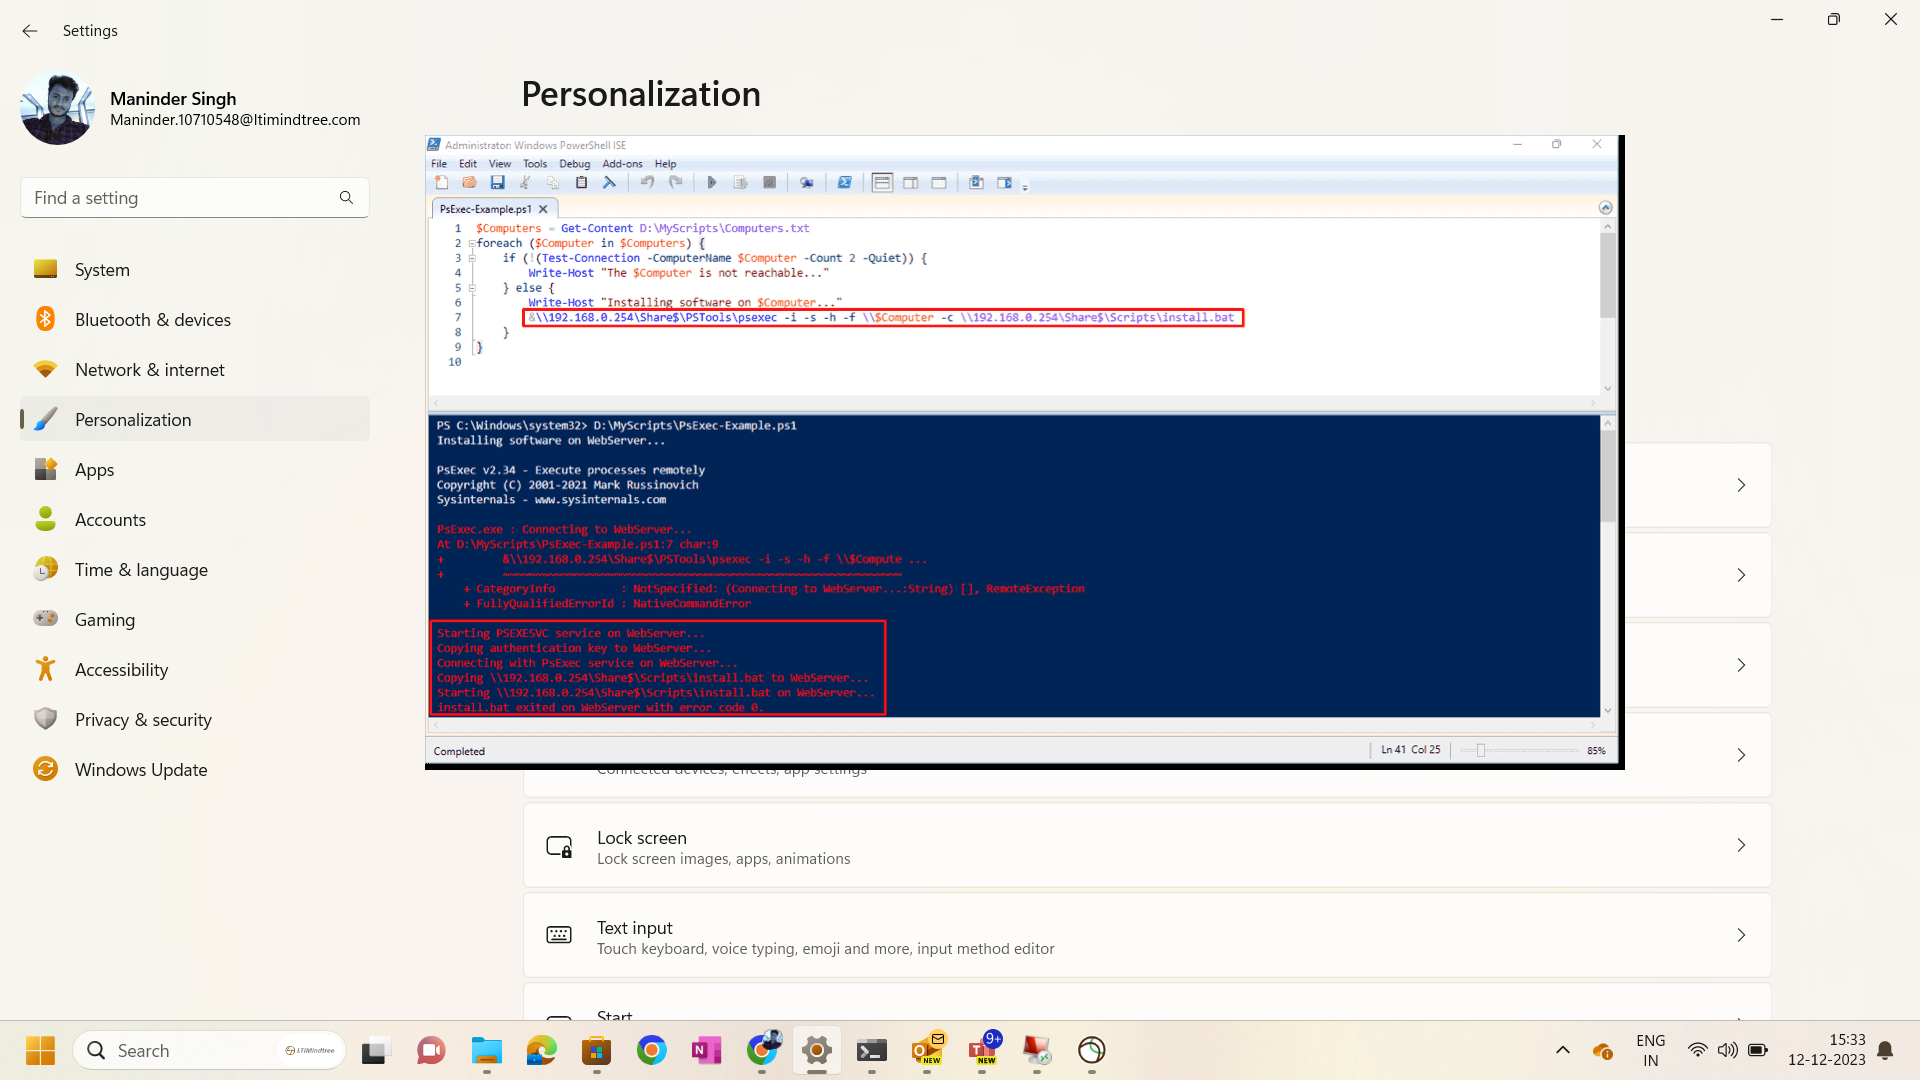 Settings
Maninder Singh
Maninder.10710548@ltimindtree.com
Find a setting
System
Bluetooth & devices
Network & internet
Personalization
Apps
Accounts
Time & language
Gaming
Accessibility
Privacy & security
Windows Update
Personalization
Administrator: Windows PowerShell ISE
File Edit View Tools Debug Add-ons Help
PsExec-Example.ps1
1 $Computers = Get-Content D:\MyScripts\Computers.txt
2 foreach ($Computer in $Computers) {
3 if (!(Test-Connection -ComputerName $Computer -Count 2 -Quiet)) {
4 Write-Host "The $Computer is not reachable..."
5 } else {
6 Write-Host "Installing software on $Computer..."
7 &\\192.168.0.254\Share$\PSTools\psexec -i -s -h -f \\$Computer -c \\192.168.0.254\Share$\Scripts\install.bat
8 }
9 }
10
PS C:\Windows\system32> D:\MyScripts\PsExec-Example.ps1
Installing software on WebServer...
PsExec v2.34 - Execute processes remotely
Copyright (C) 2001-2021 Mark Russinovich
Sysinternals - www.sysinternals.com
PsExec.exe : Connecting to WebServer...
At D:\MyScripts\PsExec-Example.ps1:7 char:9
+ &\\192.168.0.254\Share$\PSTools\psexec -i -s -h -f \\$Compute ...
+ ~~~~~~~~~~~~~~~~~~~~~~~~~~~~~~~~~~~~~~~~~~~~~~~~~~~~~~~~~~~~~
+ CategoryInfo : NotSpecified: (Connecting to WebServer...:String) [], RemoteException
+ FullyQualifiedErrorId : NativeCommandError
Starting PSEXESVC service on WebServer...
Copying authentication key to WebServer...
Connecting with PsExec service on WebServer...
Copying \\192.168.0.254\Share$\Scripts\install.bat to WebServer...
Starting \\192.168.0.254\Share$\Scripts\install.bat on WebServer...
install.bat exited on WebServer with error code 0.
Completed
Ln 41 Col 25
85%
Connected devices, effects, app settings
Lock screen
Lock screen images, apps, animations
Text input
Touch keyboard, voice typing, emoji and more, input method editor
Start
Search
LTIMindtree
NEW
9+
NEW
ENG
IN
15:33
12-12-2023